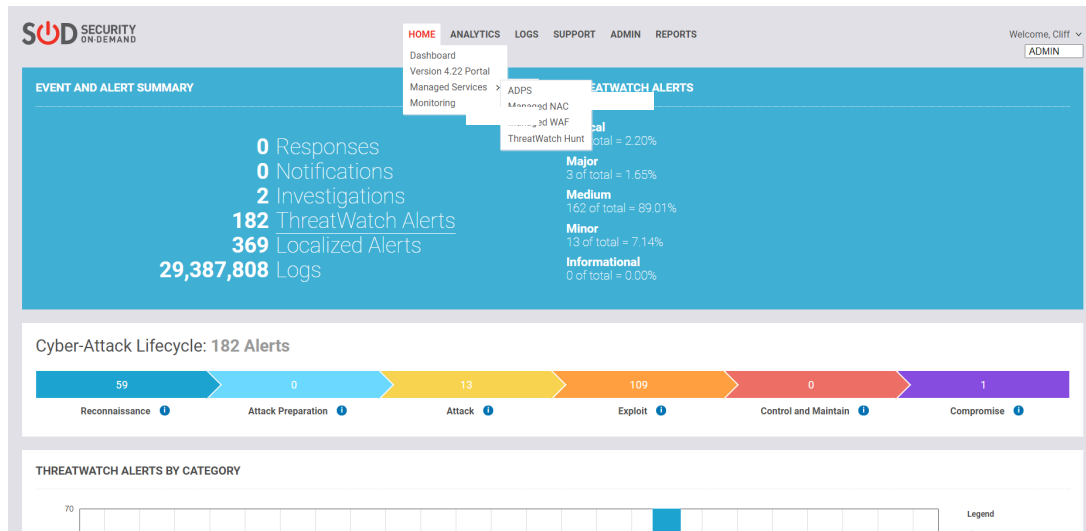 SOD SECURITY ON-DEMAND
HOME ANALYTICS LOGS SUPPORT ADMIN REPORTS
Welcome, Cliff
ADMIN
Dashboard
Version 4.22 Portal
Managed Services >
Monitoring
ADPS
Managed NAC
Managed WAF
ThreatWatch Hunt
EVENT AND ALERT SUMMARY
0 Responses
0 Notifications
2 Investigations
182 ThreatWatch Alerts
369 Localized Alerts
29,387,808 Logs
ALERTS
total = 2.20%
Major
3 of total = 1.65%
Medium
162 of total = 89.01%
Minor
13 of total = 7.14%
Informational
0 of total = 0.00%
Cyber-Attack Lifecycle: 182 Alerts
59 0 13 109 0 1
Reconnaissance i Attack Preparation i Attack i Exploit i Control and Maintain i Compromise i
THREATWATCH ALERTS BY CATEGORY
70
Legend